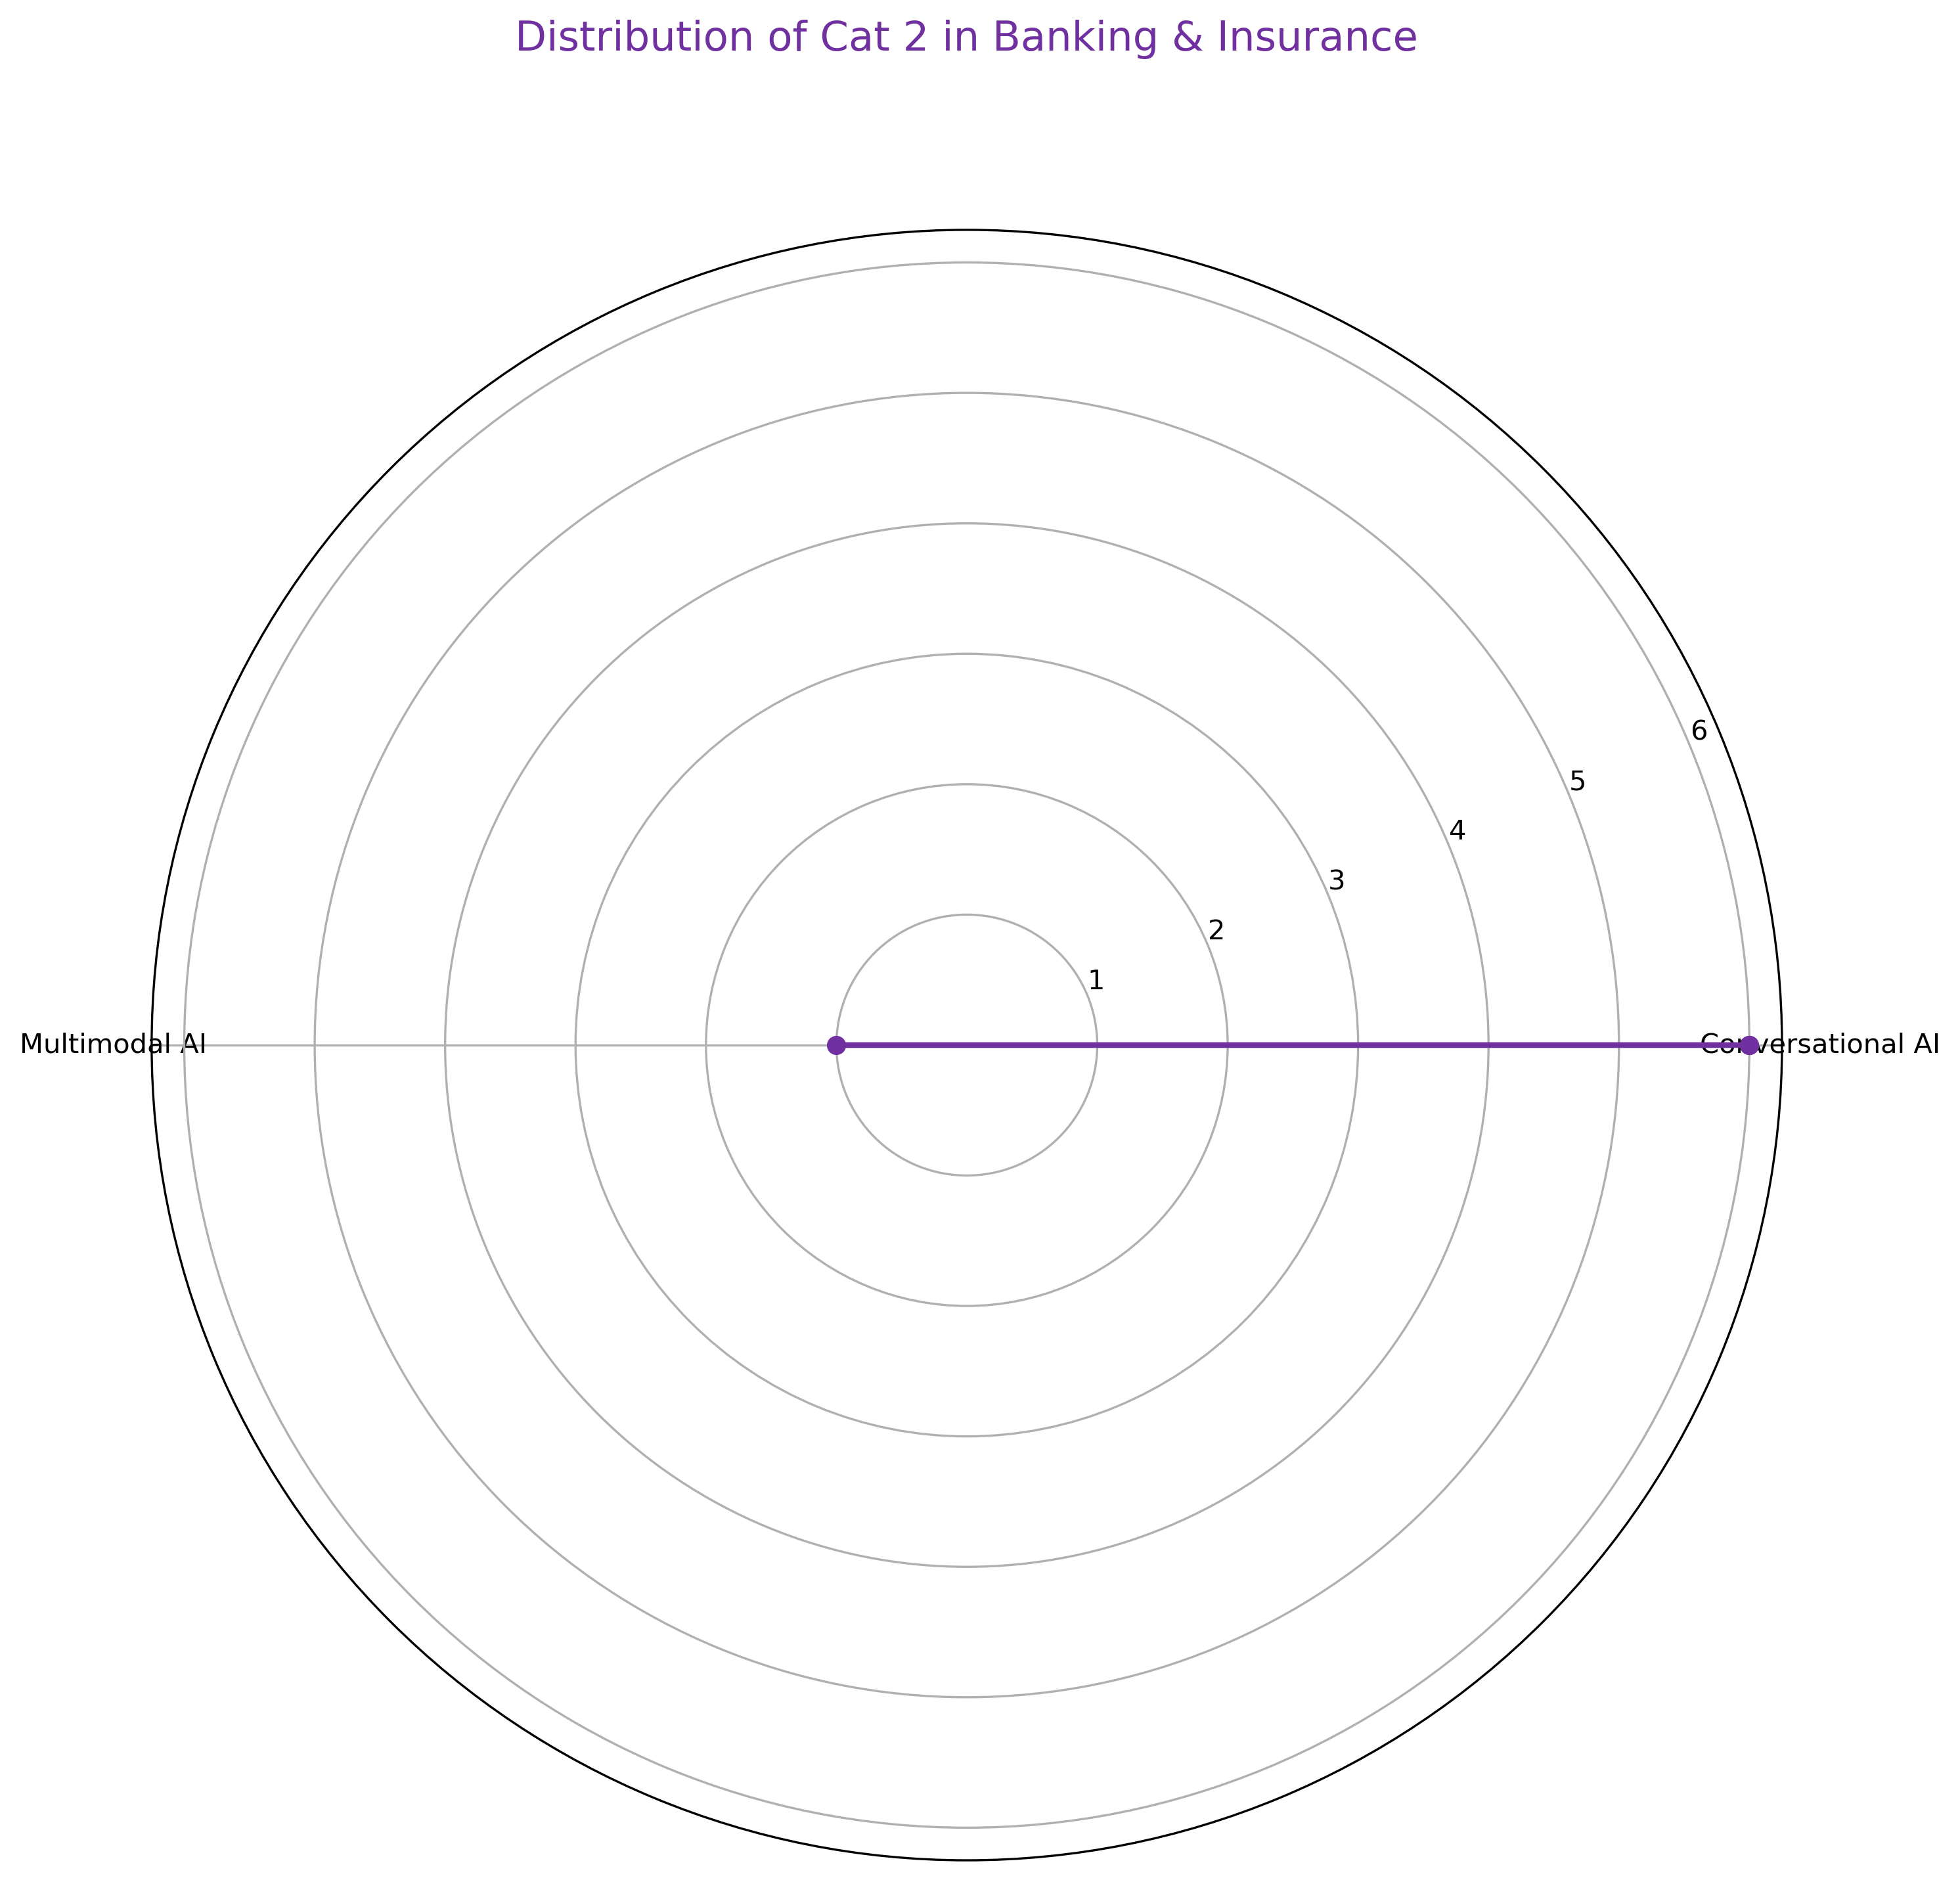 Distribution of Cat 2 in Banking & Insurance
6
5
4
3
2
1
Multimodal AI
Conversational AI